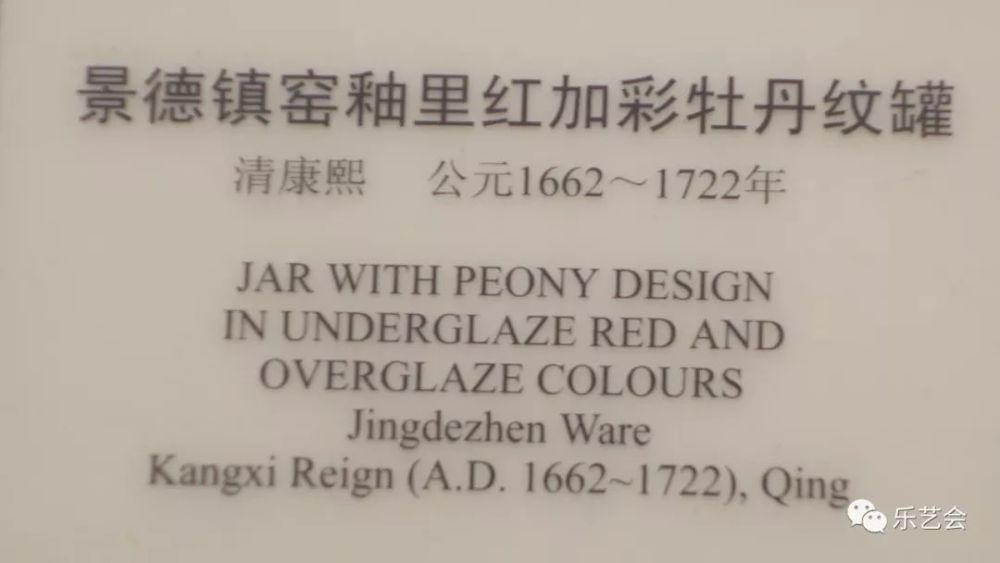 景德镇窑釉里红加彩牡丹纹罐
清康熙 公元1662～1722年
JAR WITH PEONY DESIGN
IN UNDERGLAZE RED AND
OVERGLAZE COLOURS
Jingdezhen Ware
Kangxi Reign (A.D. 1662~1722), Qing
乐艺会